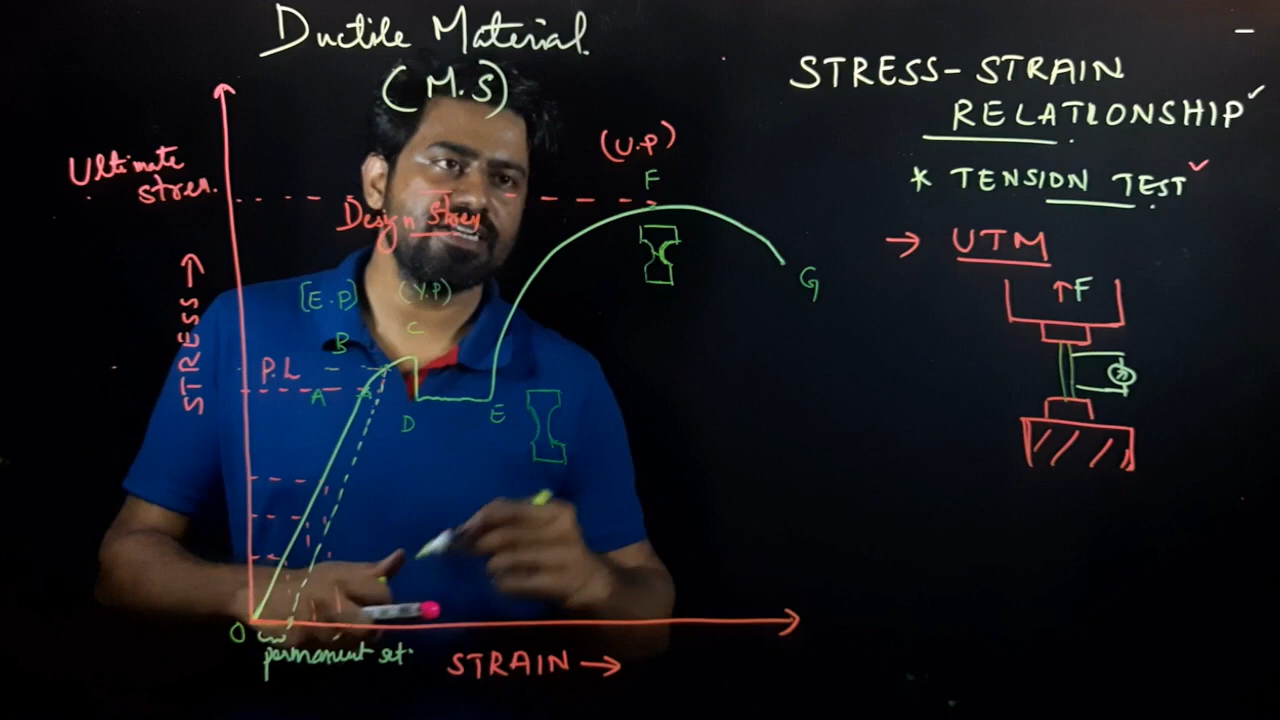 Ductile Material
(M.S)
STRESS-STRAIN
RELATIONSHIP
* TENSION TEST
→ UTM
↑F
Ultimate
stress.
(U.P)
F
Design Stress
[E.P]
(Y.P)
C
B
P.L
A
A
D
E
G
STRESS →
O
permanent set.
STRAIN →